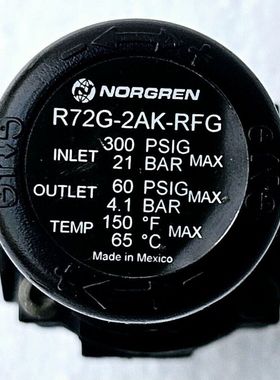 NORGREN
R72G-2AK-RFG
INLET 300 PSIG MAX
21 BAR
OUTLET 60 PSIG MAX
4.1 BAR
TEMP 150 °F
65 °C
Made in Mexico